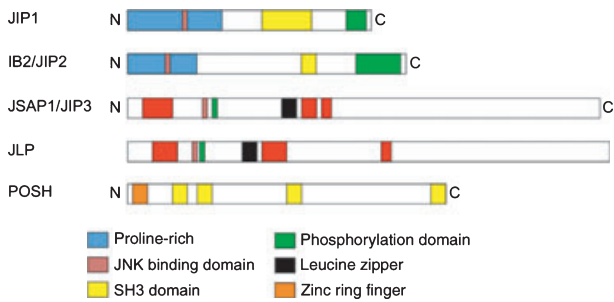 JIP1 N C
IB2/JIP2 N C
JSAP1/JIP3 N C
JLP
POSH N C
Proline-rich Phosphorylation domain
JNK binding domain Leucine zipper
SH3 domain Zinc ring finger